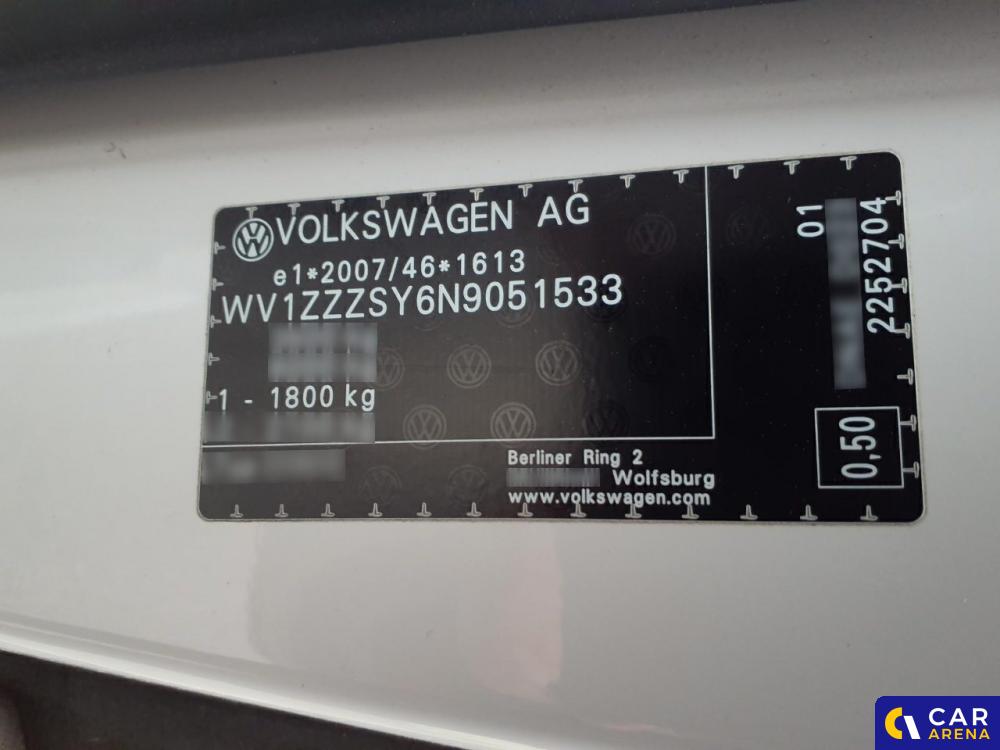 VOLKSWAGEN AG
e1*2007/46*1613
WV1ZZZSY6N9051533
1 - 1800 kg
Berliner Ring 2
Wolfsburg
www.volkswagen.com
01
2252704
0,50
CAR
ARENA